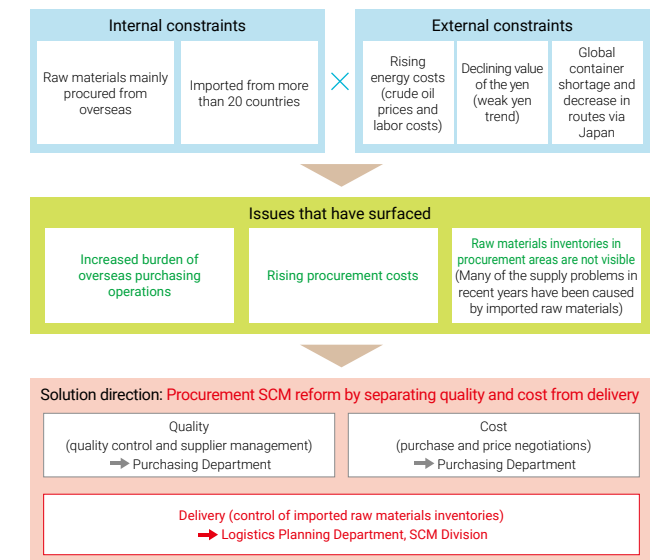 Internal constraints
Raw materials mainly
procured from
overseas
Imported from more
than 20 countries
×
External constraints
Rising
energy costs
(crude oil
prices and
labor costs)
Declining value
of the yen
(weak yen
trend)
Global
container
shortage and
decrease in
routes via
Japan
Issues that have surfaced
Increased burden of
overseas purchasing
operations
Rising procurement costs
Raw materials inventories in
procurement areas are not visible
(Many of the supply problems in
recent years have been caused
by imported raw materials)
Solution direction: Procurement SCM reform by separating quality and cost from delivery
Quality
(quality control and supplier management)
➡ Purchasing Department
Cost
(purchase and price negotiations)
➡ Purchasing Department
Delivery (control of imported raw materials inventories)
➡ Logistics Planning Department, SCM Division